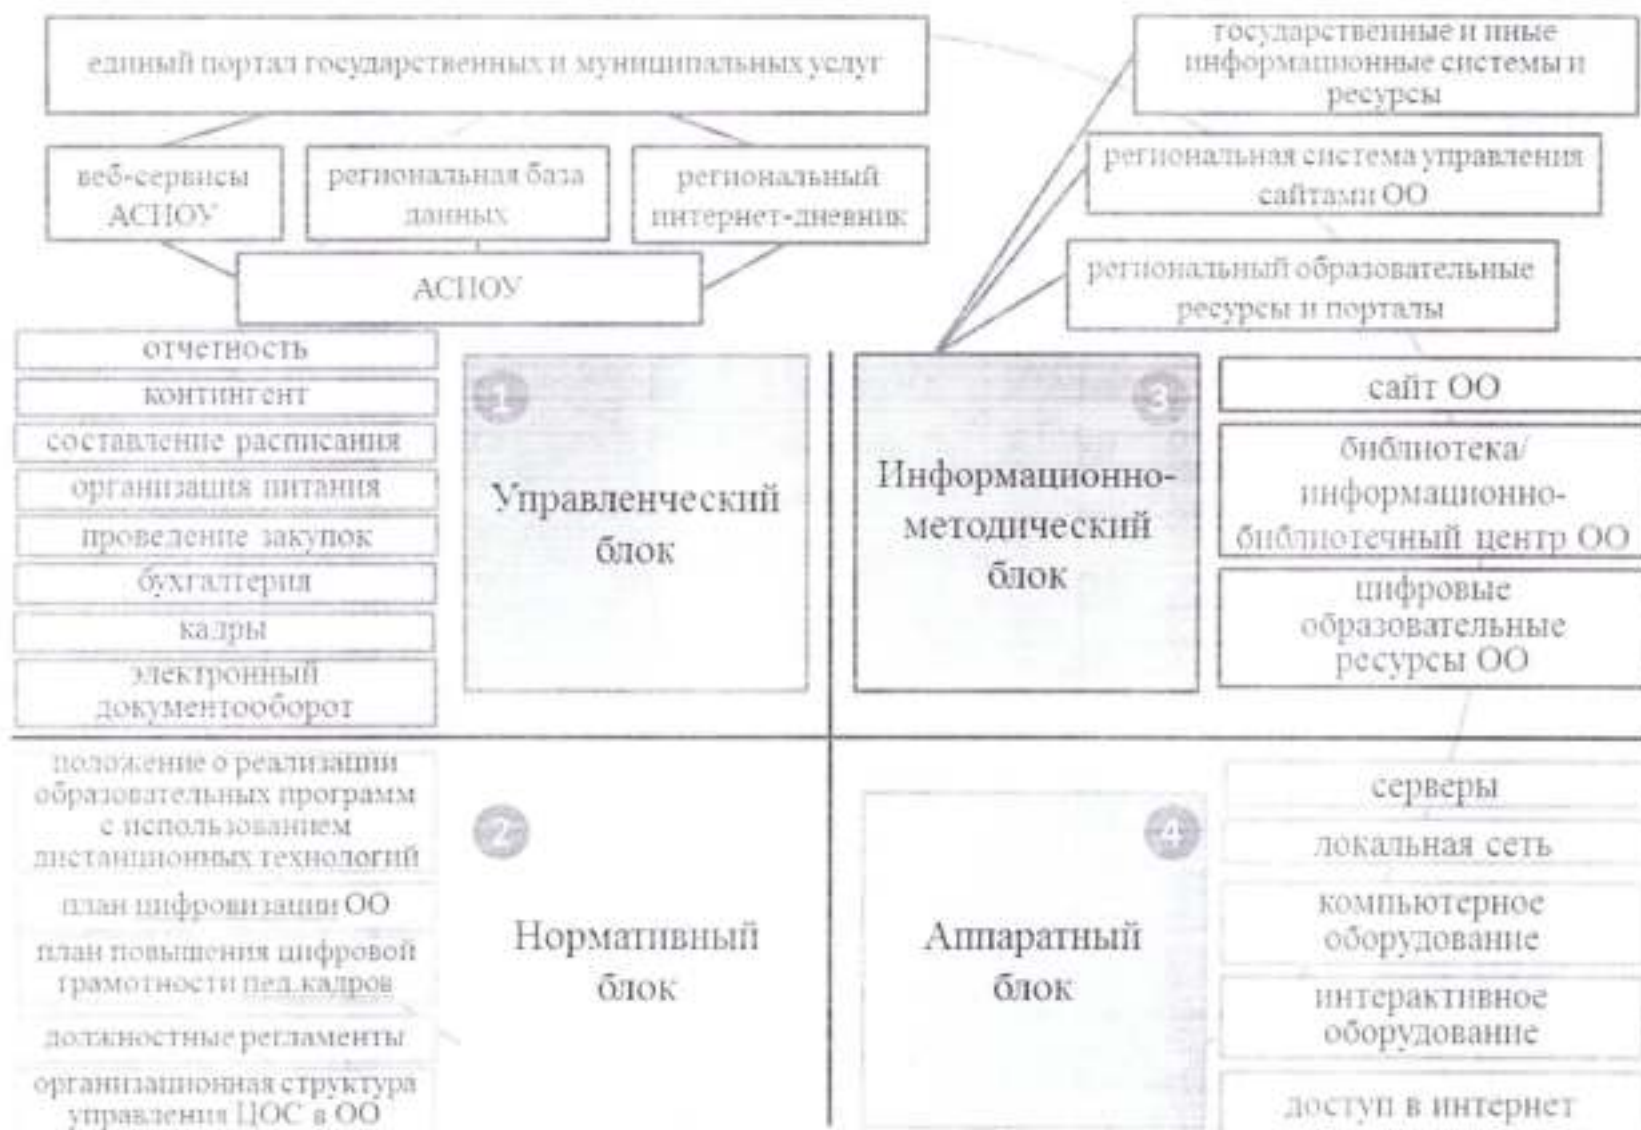 единый портал государственных и муниципальных услуг
веб-сервисы
АСИОУ
региональная база
данных
региональный
интернет-дневник
АСИОУ
государственные и иные
информационные системы и
ресурсы
региональная система управления
сайтами ОО
региональный образовательные
ресурсы и порталы
отчетность
контингент
составление расписания
организация питания
проведение закупок
бухгалтерия
кадры
электронный
документооборот
1
Управленческий
блок
3
Информационно-
методический
блок
сайт ОО
библиотека/
информационно-
библиотечный центр ОО
цифровые
образовательные
ресурсы ОО
положение о реализации
образовательных программ
с использованием
дистанционных технологий
план цифровизации ОО
план повышения цифровой
грамотности пед.кадров
должностные регламенты
организационная структура
управления ЦОС в ОО
2
Нормативный
блок
4
Аппаратный
блок
серверы
локальная сеть
компьютерное
оборудование
интерактивное
оборудование
доступ в интернет